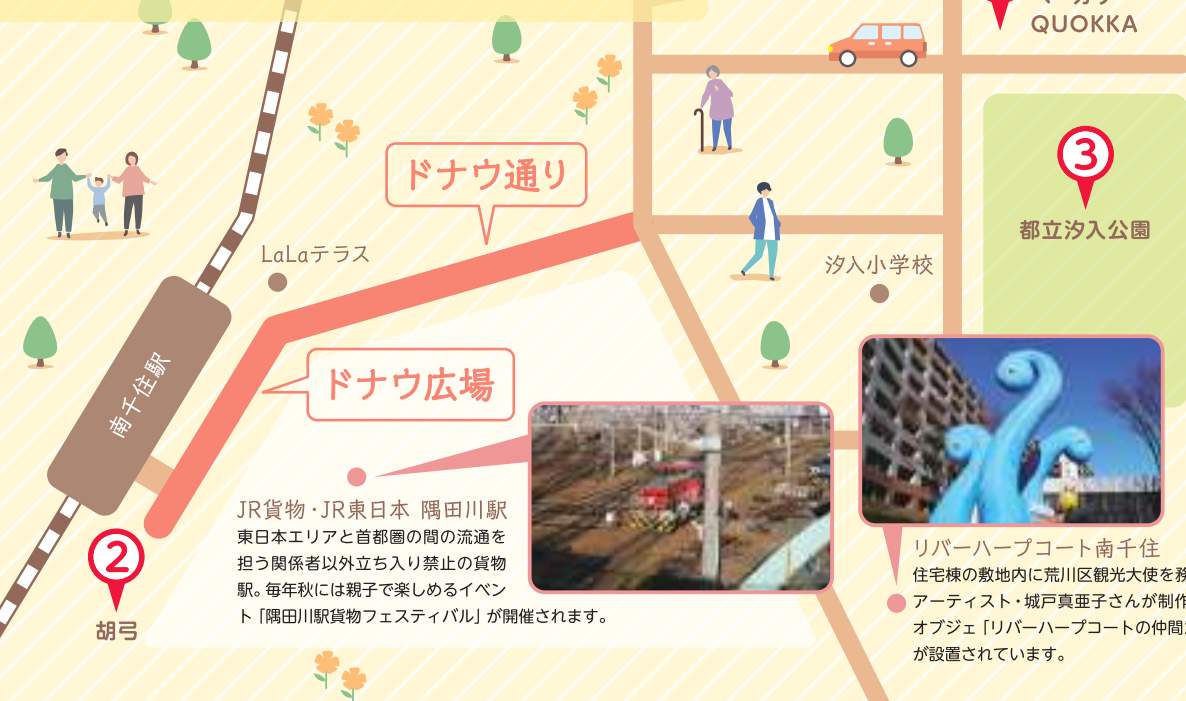 QUOKKA
ドナウ通り
3
都立汐入公園
LaLaテラス
汐入小学校
南千住駅
ドナウ広場
JR貨物・JR東日本 隅田川駅
東日本エリアと首都圏の間の流通を
担う関係者以外立ち入り禁止の貨物
駅。毎年秋には親子で楽しめるイベン
ト「隅田川駅貨物フェスティバル」が開催されます。
2
胡弓
リバーハープコート南千住
住宅棟の敷地内に荒川区観光大使を務
アーティスト・城戸真亜子さんが制作
オブジェ「リバーハープコートの仲間
が設置されています。